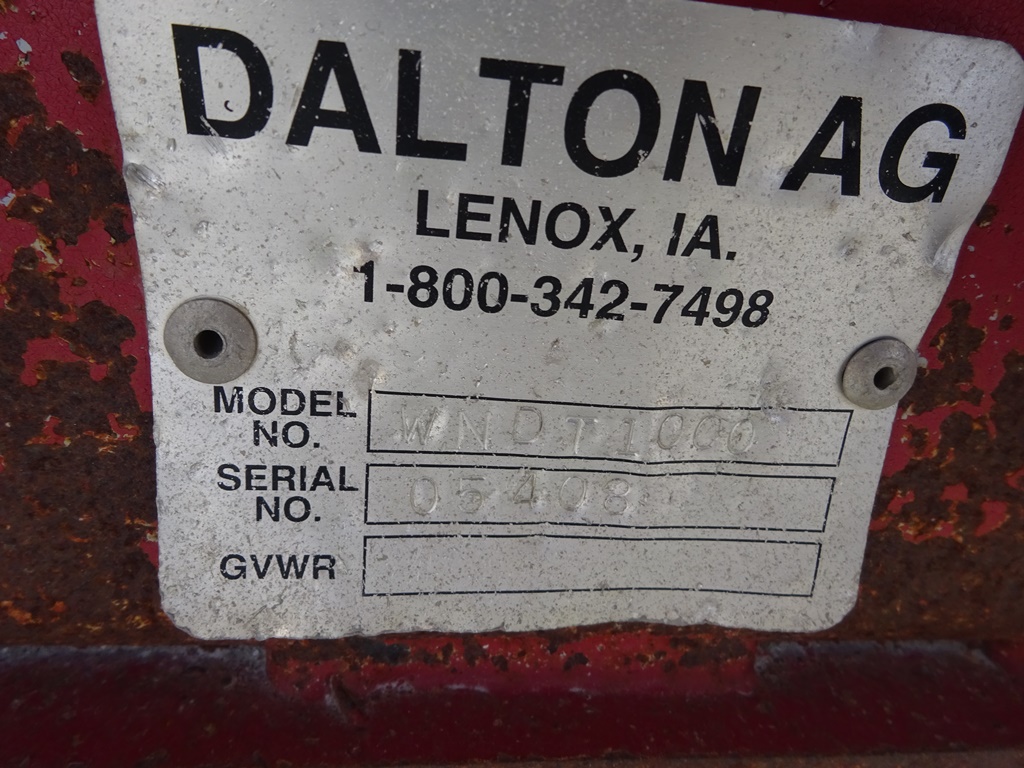 DALTON AG
LENOX, IA.
1-800-342-7498
MODEL NO. WNDT1000
SERIAL NO. 05408
GVWR